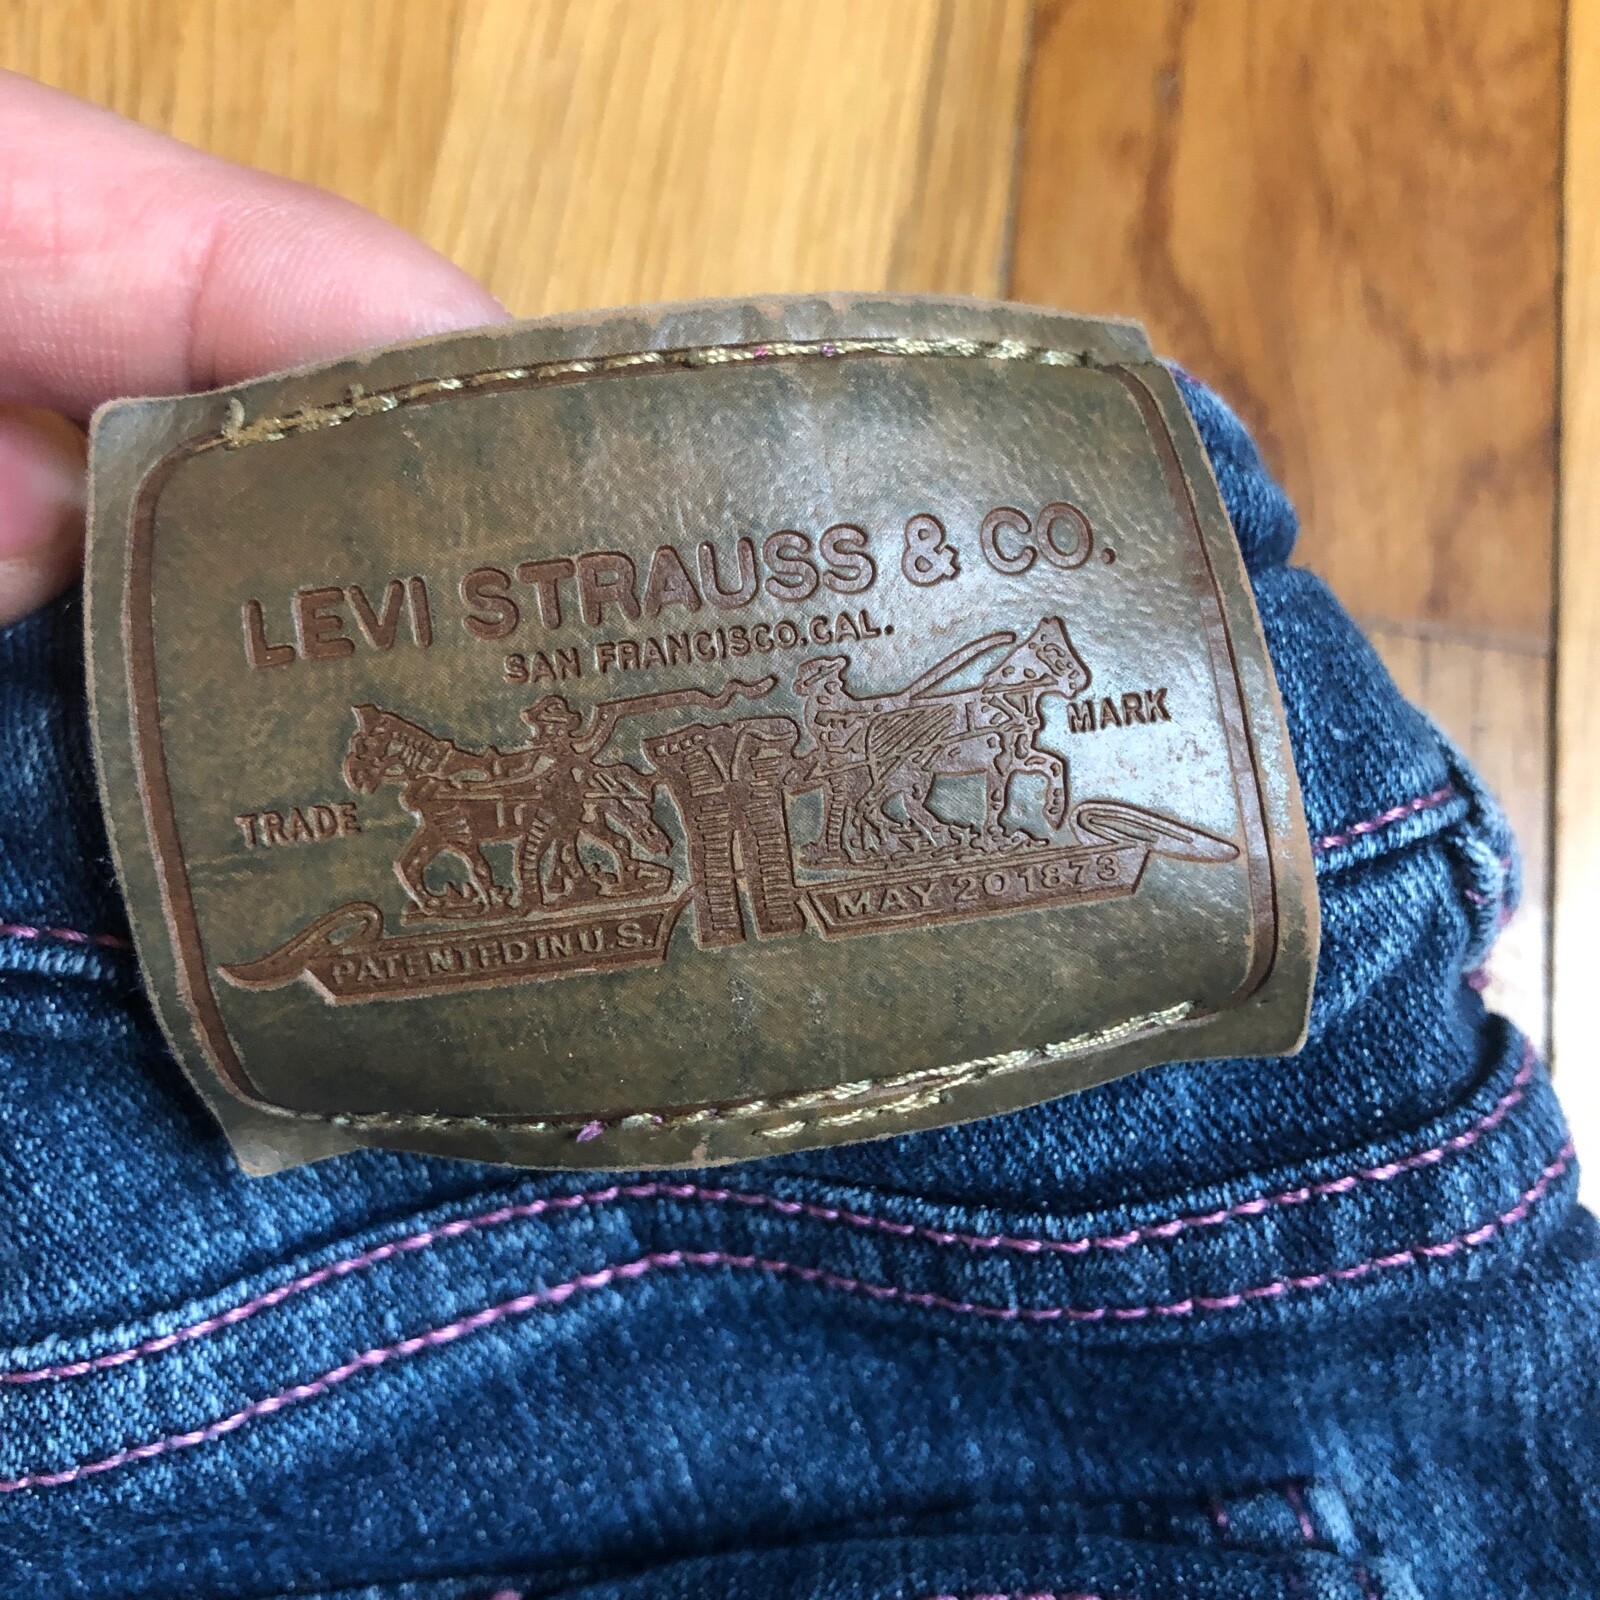 LEVI STRAUSS & CO.
SAN FRANCISCO.CAL.
TRADE MARK
PATENTED IN U.S. MAY 20 1873